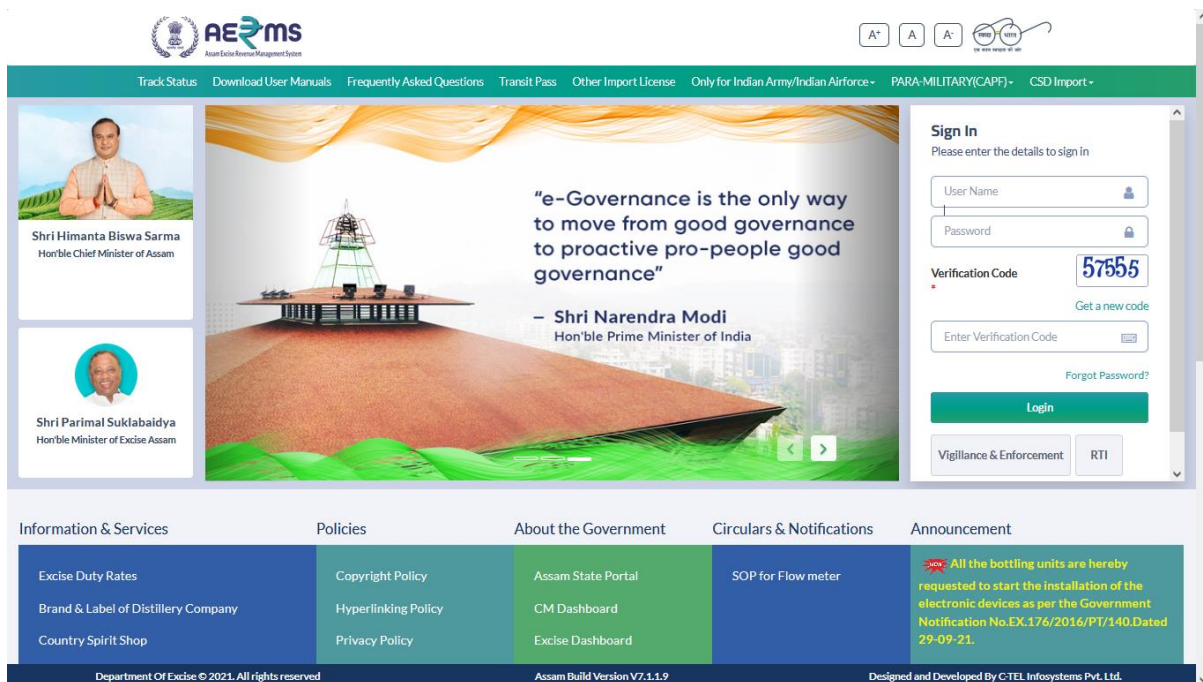 AERMS
Assam Excise Revenue Management System
A+ A A-
स्वच्छ भारत
एक कदम स्वच्छता की ओर
Track Status Download User Manuals Frequently Asked Questions Transit Pass Other Import License Only for Indian Army/Indian Airforce PARA-MILITARY(CAPF) CSD Import
Shri Himanta Biswa Sarma
Hon'ble Chief Minister of Assam
Shri Parimal Suklabaidya
Hon'ble Minister of Excise Assam
"e-Governance is the only way
to move from good governance
to proactive pro-people good
governance"
– Shri Narendra Modi
Hon'ble Prime Minister of India
Sign In
Please enter the details to sign in
User Name
Password
Verification Code
*
57555
Get a new code
Enter Verification Code
Forgot Password?
Login
Vigillance & Enforcement RTI
Information & Services
Excise Duty Rates
Brand & Label of Distillery Company
Country Spirit Shop
Policies
Copyright Policy
Hyperlinking Policy
Privacy Policy
About the Government
Assam State Portal
CM Dashboard
Excise Dashboard
Circulars & Notifications
SOP for Flow meter
Announcement
NEW All the bottling units are hereby
requested to start the installation of the
electronic devices as per the Government
Notification No.EX.176/2016/PT/140.Dated
29-09-21.
Department Of Excise © 2021. All rights reserved Assam Build Version V7.1.1.9 Designed and Developed By C-TEL Infosystems Pvt. Ltd.